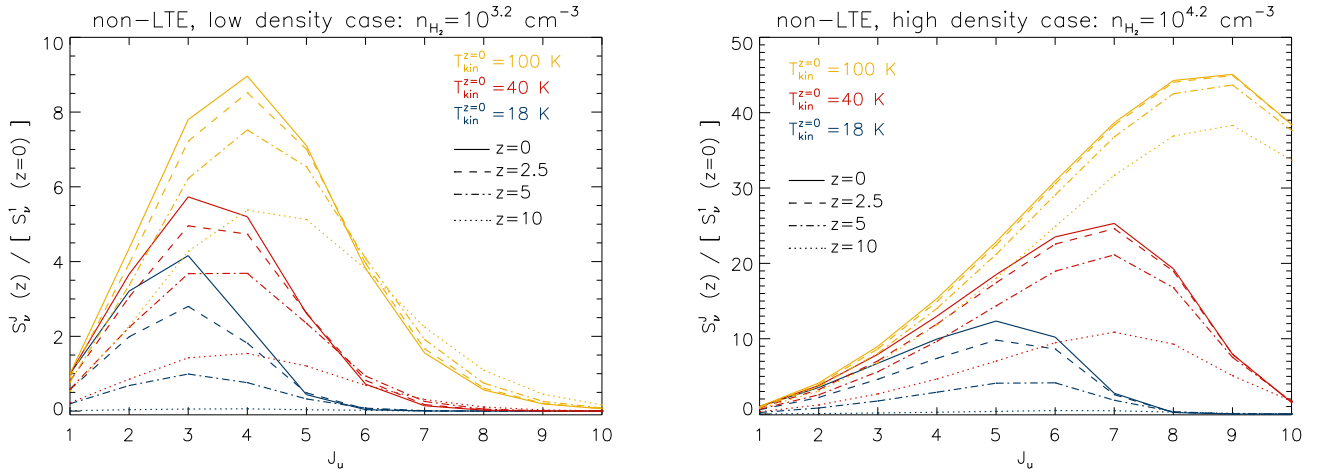 non-LTE, low density case: n_H₂=10^3.2 cm^-3
10
8
6
4
2
0
S_ν^J (z) / [ S_ν^1 (z=0) ]
T_kin^z=0 = 100 K
T_kin^z=0 = 40 K
T_kin^z=0 = 18 K
z=0
z=2.5
z=5
z=10
1 2 3 4 5 6 7 8 9 10
J_u
non-LTE, high density case: n_H₂=10^4.2 cm^-3
50
40
30
20
10
0
S_ν^J (z) / [ S_ν^1 (z=0) ]
T_kin^z=0 = 100 K
T_kin^z=0 = 40 K
T_kin^z=0 = 18 K
z=0
z=2.5
z=5
z=10
1 2 3 4 5 6 7 8 9 10
J_u